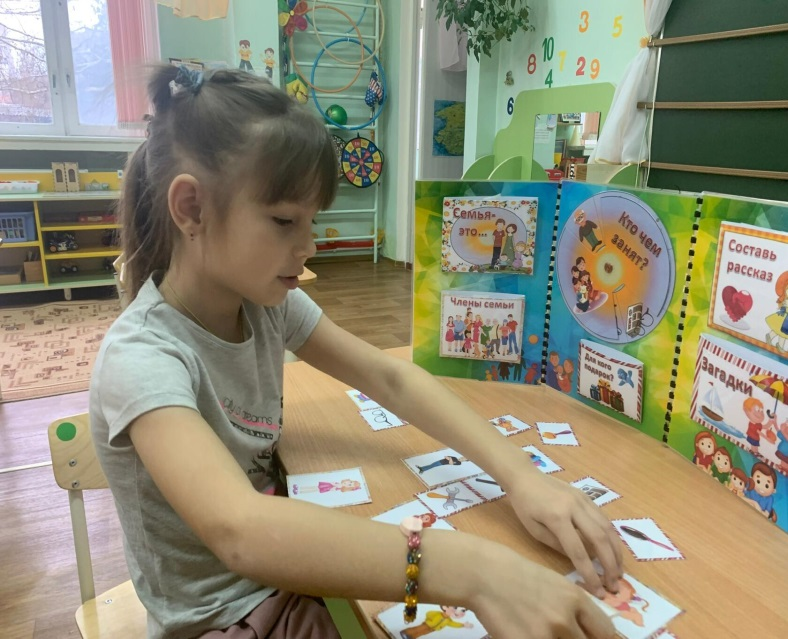 3
5
10
8
7
2
9
4
6
Семья-
это...
Кто чем
занят?
Составь
рассказ
Члены семьи
Для кого
подарок?
Загадки